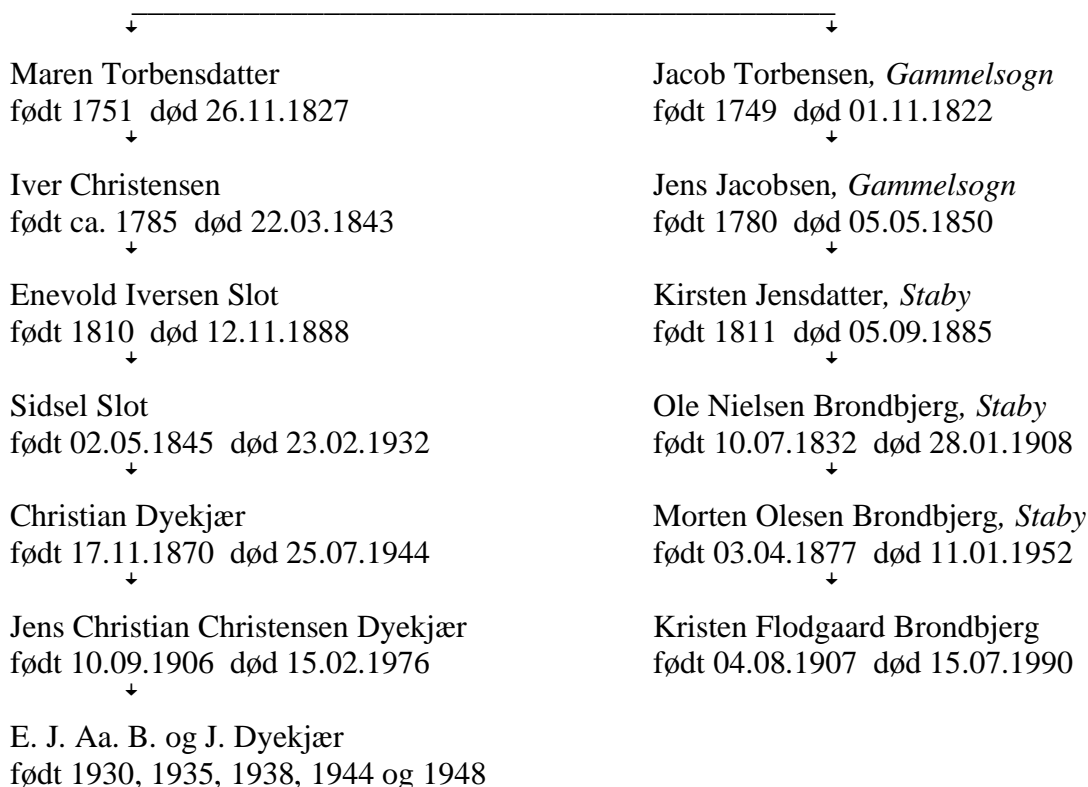 Maren Torbensdatter
født 1751  død 26.11.1827
Iver Christensen
født ca. 1785  død 22.03.1843
Enevold Iversen Slot
født 1810  død 12.11.1888
Sidsel Slot
født 02.05.1845  død 23.02.1932
Christian Dyekjær
født 17.11.1870  død 25.07.1944
Jens Christian Christensen Dyekjær
født 10.09.1906  død 15.02.1976
E. J. Aa. B. og J. Dyekjær
født 1930, 1935, 1938, 1944 og 1948
Jacob Torbensen, Gammelsogn
født 1749  død 01.11.1822
Jens Jacobsen, Gammelsogn
født 1780  død 05.05.1850
Kirsten Jensdatter, Staby
født 1811  død 05.09.1885
Ole Nielsen Brondbjerg, Staby
født 10.07.1832  død 28.01.1908
Morten Olesen Brondbjerg, Staby
født 03.04.1877  død 11.01.1952
Kristen Flodgaard Brondbjerg
født 04.08.1907  død 15.07.1990